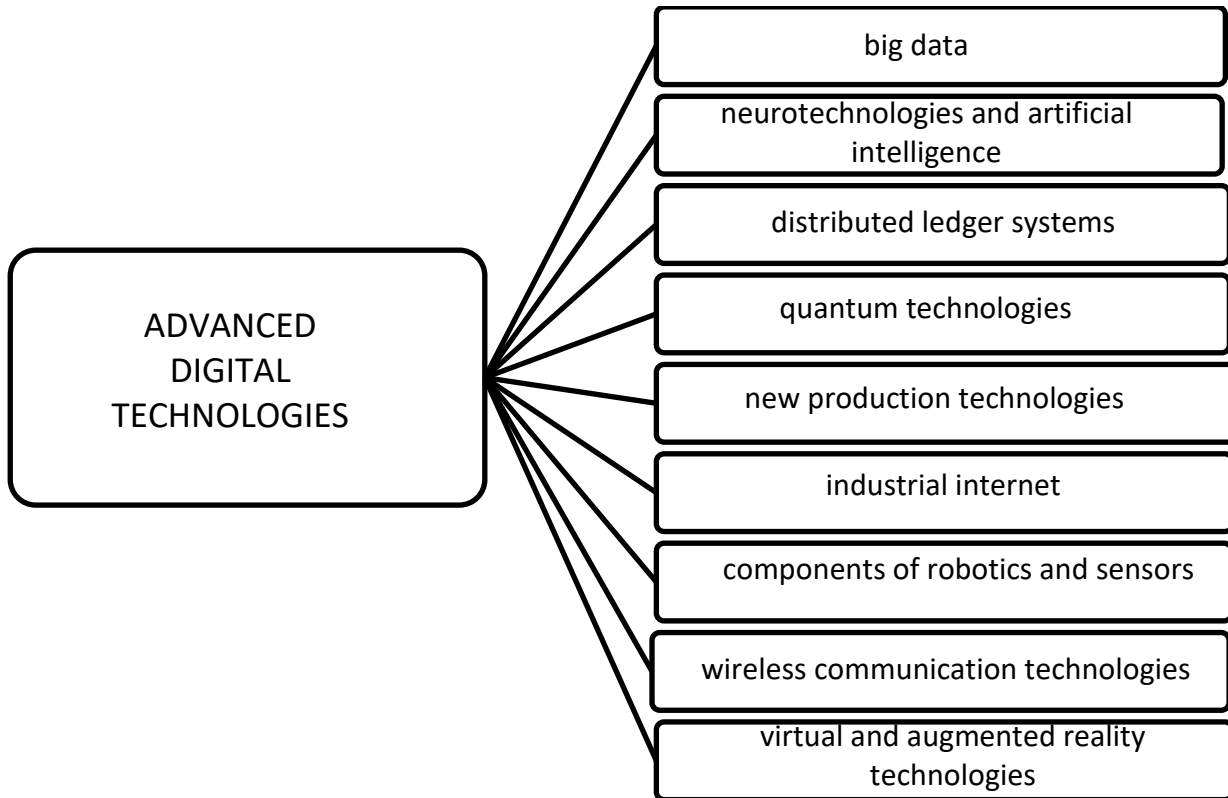 ADVANCED
DIGITAL
TECHNOLOGIES
big data
neurotechnologies and artificial
intelligence
distributed ledger systems
quantum technologies
new production technologies
industrial internet
components of robotics and sensors
wireless communication technologies
virtual and augmented reality
technologies